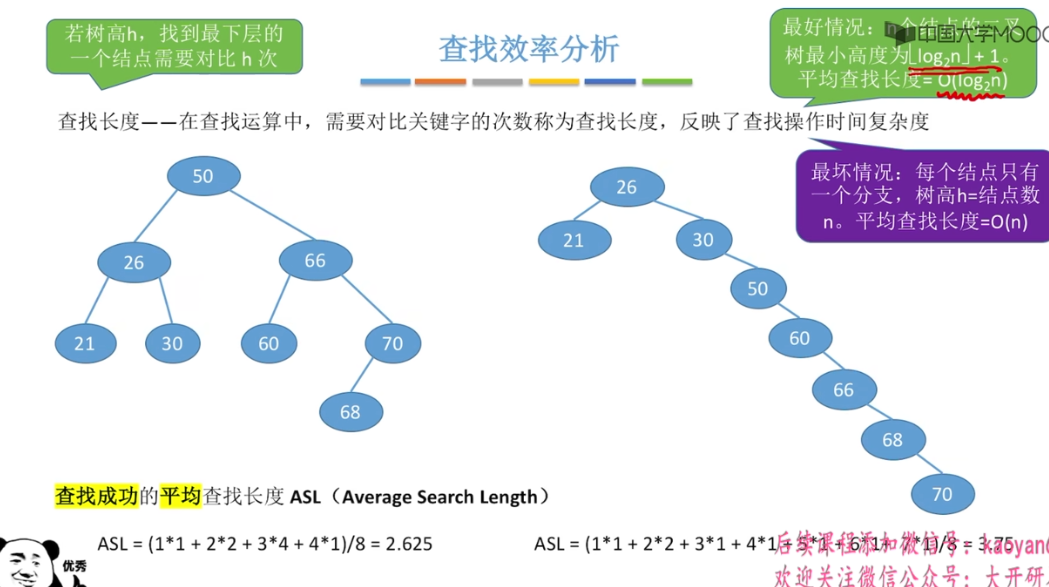 若树高h，找到最下层的
一个结点需要对比 h 次
查找效率分析
最好情况：n个结点的二叉
中国大学MOOC
树最小高度为⌊log₂n⌋ + 1。
平均查找长度= O(log₂n)
查找长度——在查找运算中，需要对比关键字的次数称为查找长度，反映了查找操作时间复杂度
最坏情况：每个结点只有
一个分支，树高h=结点数
n。平均查找长度=O(n)
50
26
66
21
30
60
70
68
26
21
30
50
60
66
68
70
查找成功的平均查找长度 ASL（Average Search Length）
ASL = (1*1 + 2*2 + 3*4 + 4*1)/8 = 2.625
ASL = (1*1 + 2*2 + 3*1 + 4*1 + 5*1 + 6*1 + 7*1)/8 = 3.75
后续课程添加微信号：kaoyan
欢迎关注微信公众号：大开研
优秀